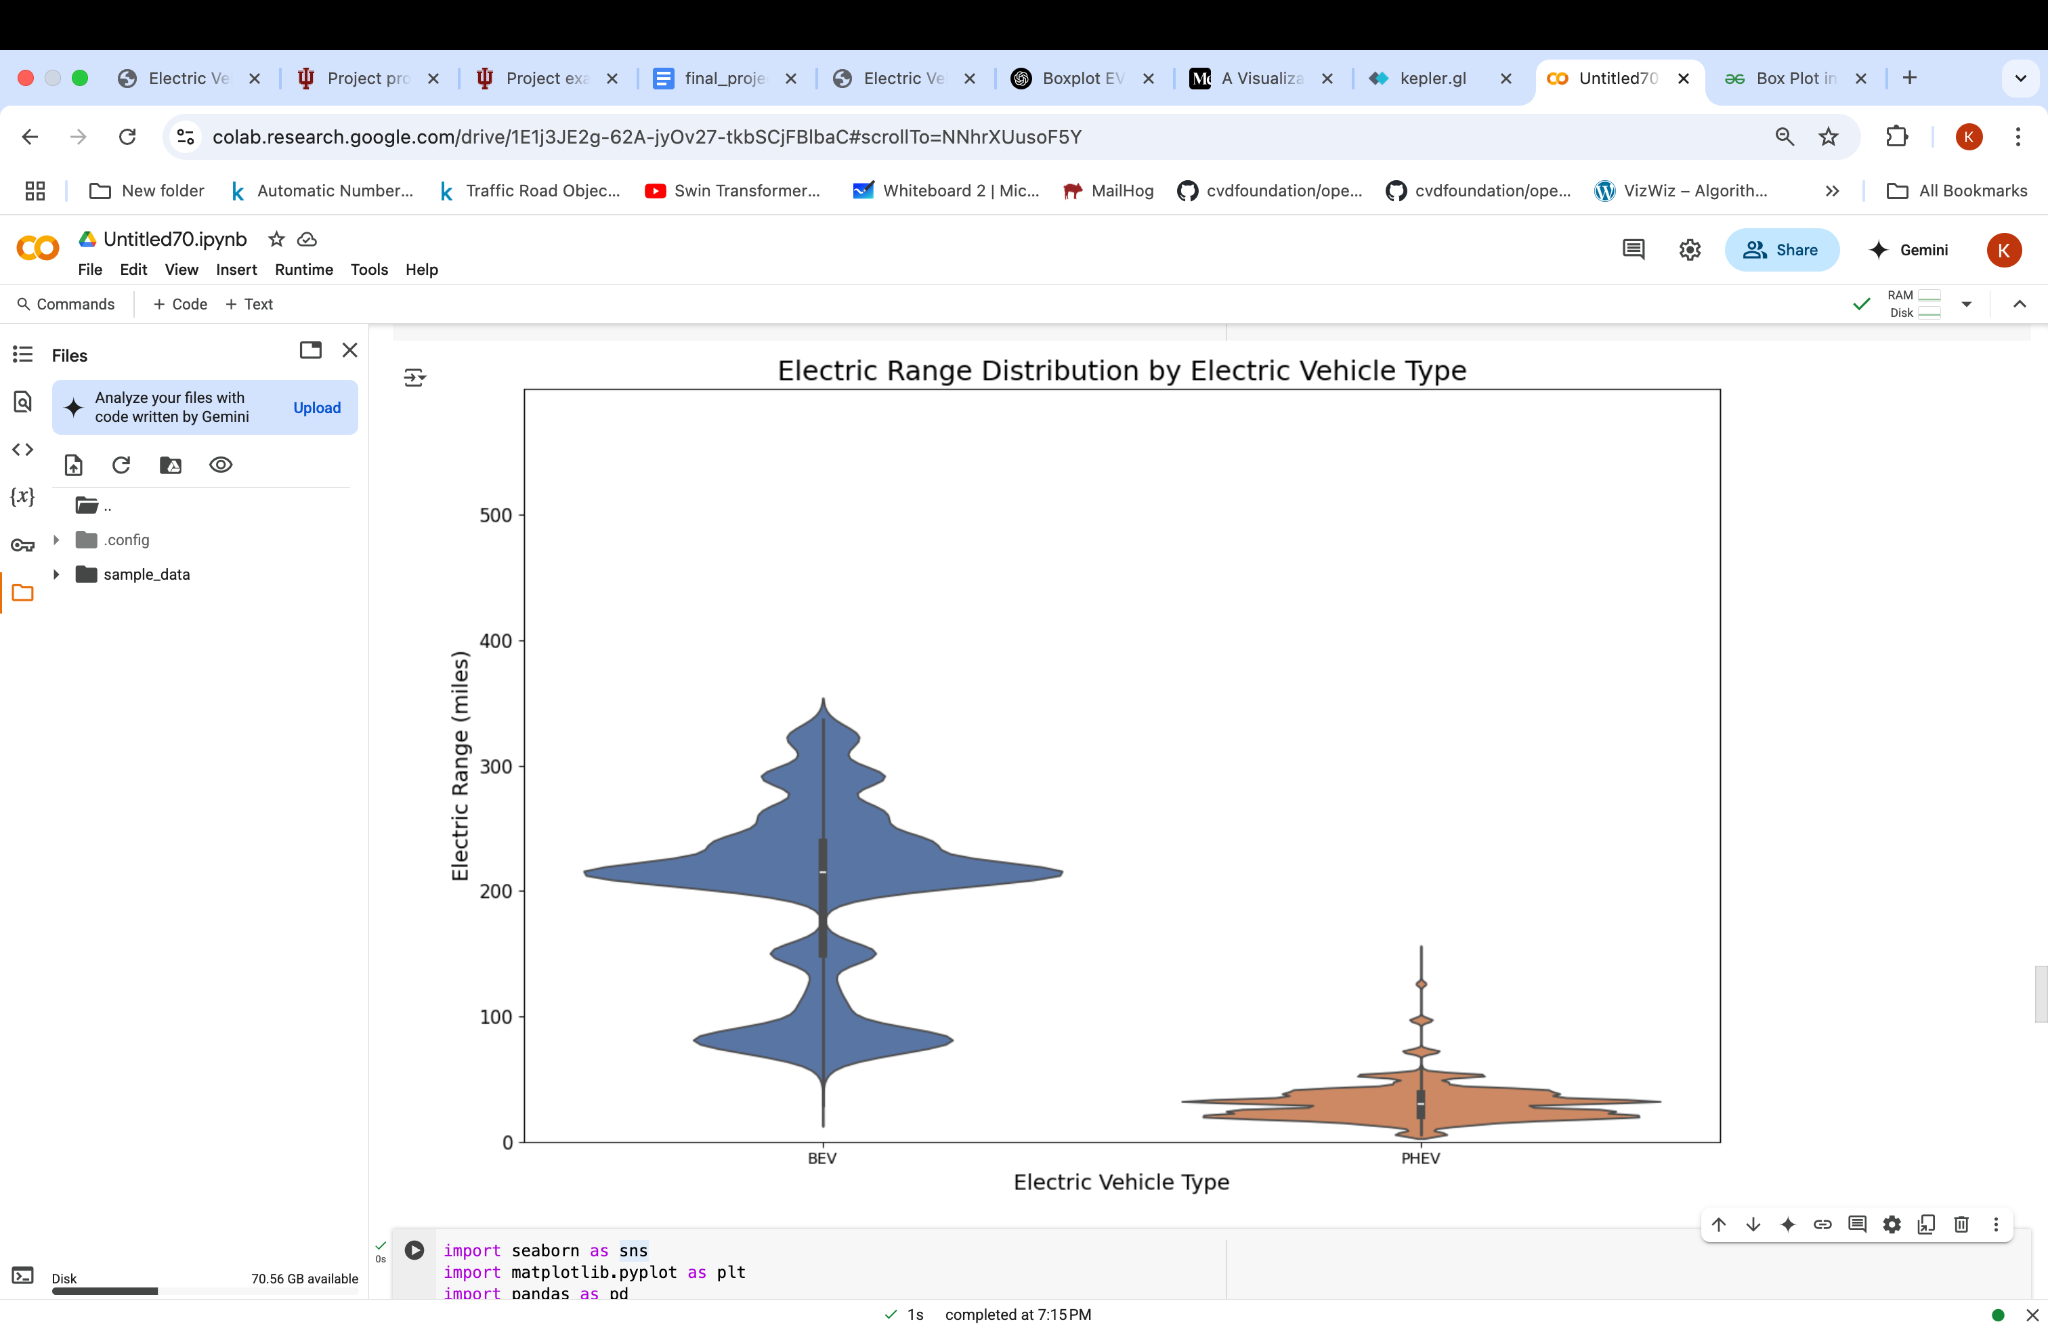 Electric Ve
Project pro
Project exa
final_proje
Electric Ve
Boxplot EV
A Visualiza
kepler.gl
Untitled70
Box Plot in
colab.research.google.com/drive/1E1j3JE2g-62A-jyOv27-tkbSCjFBlbaC#scrollTo=NNhrXUusoF5Y
K
New folder
Automatic Number...
Traffic Road Objec...
Swin Transformer...
Whiteboard 2 | Mic...
MailHog
cvdfoundation/ope...
cvdfoundation/ope...
VizWiz – Algorith...
All Bookmarks
Untitled70.ipynb
File Edit View Insert Runtime Tools Help
Share
Gemini
K
Commands
+ Code + Text
RAM
Disk
Files
Analyze your files with
code written by Gemini
Upload
{x}
..
.config
sample_data
Disk
70.56 GB available
Electric Range Distribution by Electric Vehicle Type
Electric Range (miles)
500
400
300
200
100
0
BEV
PHEV
Electric Vehicle Type
0s
import seaborn as sns
import matplotlib.pyplot as plt
import pandas as pd
1s completed at 7:15 PM